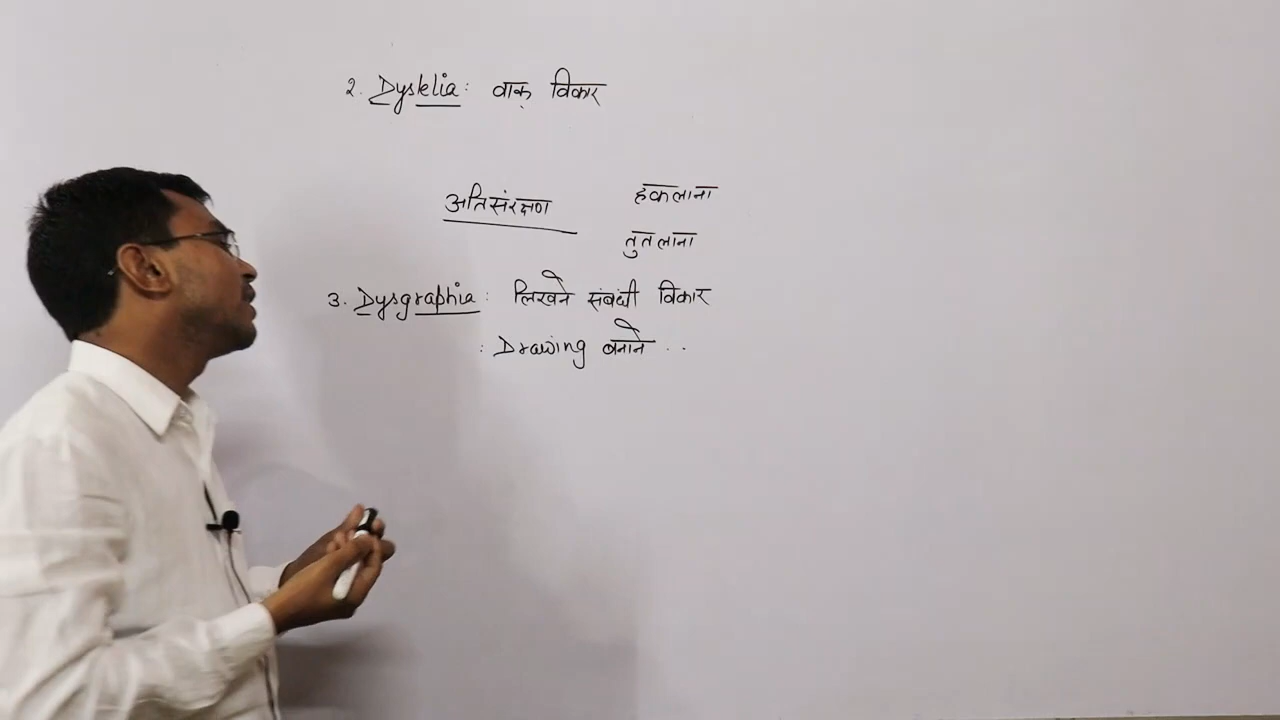 2. Dyslelia: वाक् विकार
अतिसंरक्षण
हकलाना
तुतलाना
3. Dysgraphia: लिखने संबंधी विकार
: Drawing बनाने ..